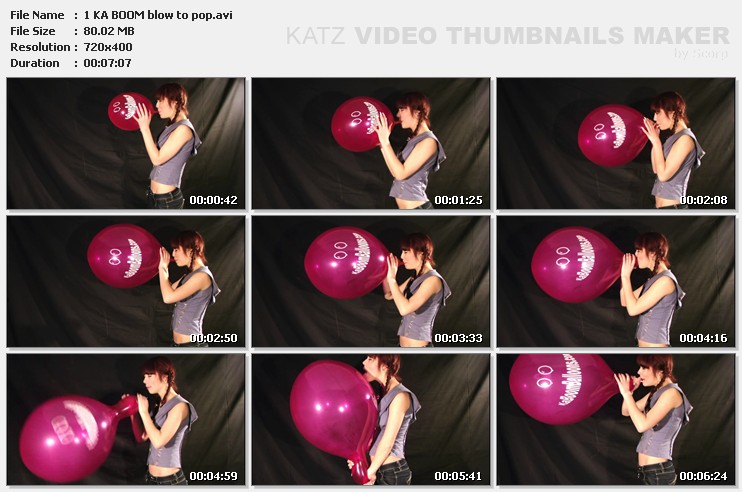 File Name : 1 KA BOOM blow to pop.avi
File Size : 80.02 MB
Resolution : 720x400
Duration : 00:07:07
KATZ VIDEO THUMBNAILS MAKER
by Scorp
00:00:42
00:01:25
00:02:08
00:02:50
00:03:33
00:04:16
00:04:59
00:05:41
00:06:24